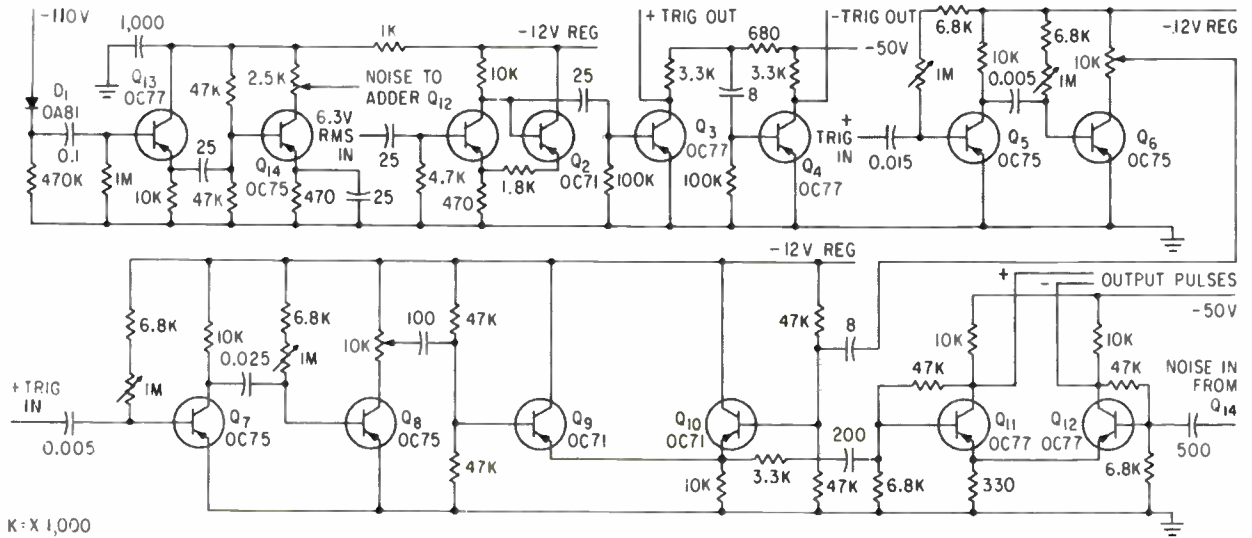 -110V
1,000
1K
-12V REG
+ TRIG OUT
-TRIG OUT
680
-50V
6.8K
-12V REG
Q13
OC77
47K
2.5K
NOISE TO
ADDER Q12
10K
25
3.3K
8
3.3K
1M
10K
0.005
6.8K
1M
10K
D1
OA81
0.1
25
6.3V
RMS
IN
25
Q2
OC71
Q3
OC77
Q4
OC77
+
TRIG
IN
0.015
Q5
OC75
Q6
OC75
470K
1M
10K
47K
Q14
OC75
470
25
4.7K
470
1.8K
100K
100K
-12V REG
+
-
OUTPUT PULSES
-50V
6.8K
10K
0.025
6.8K
1M
10K
100
47K
47K
8
10K
10K
47K
47K
NOISE IN
FROM
Q14
+TRIG
IN
0.005
1M
Q7
OC75
Q8
OC75
Q9
OC71
Q10
OC71
200
Q11
OC77
Q12
OC77
500
47K
10K
3.3K
47K
6.8K
330
6.8K
K=X 1,000